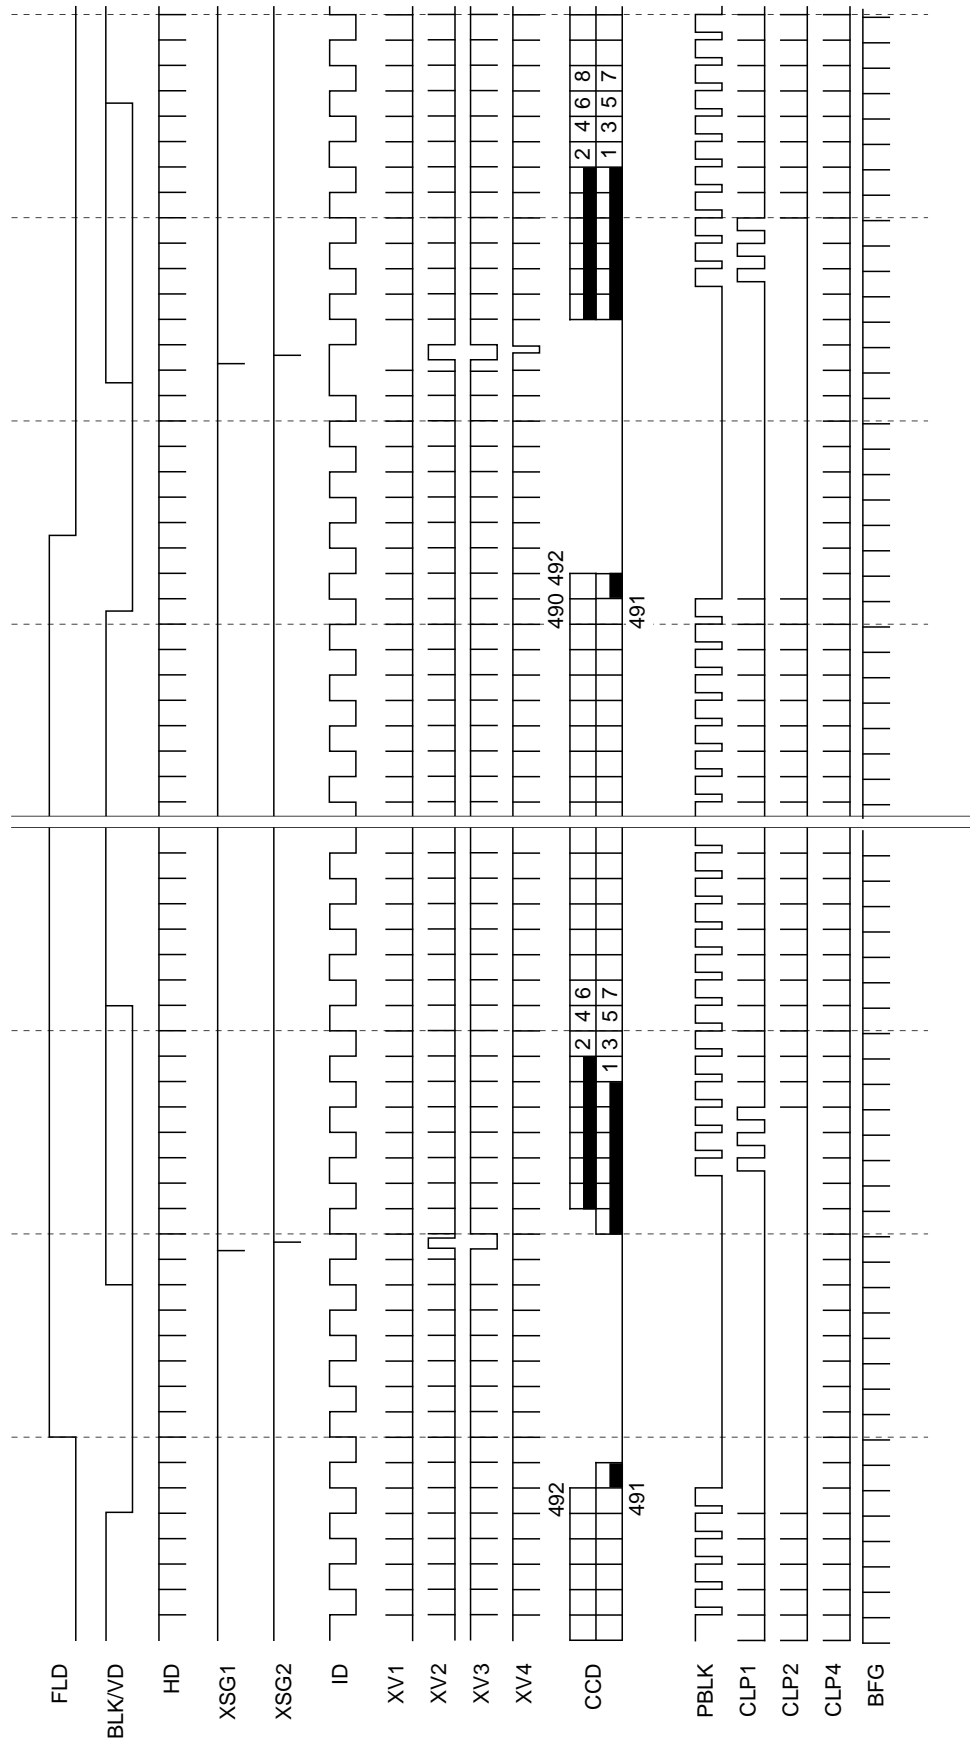 FLD
BLK/VD
HD
XSG1
XSG2
ID
XV1
XV2
XV3
XV4
492 490 492
2 4 6 2 4 6 8
CCD
1 3 5 7 1 3 5 7
491 491
PBLK
CLP1
CLP2
CLP4
BFG